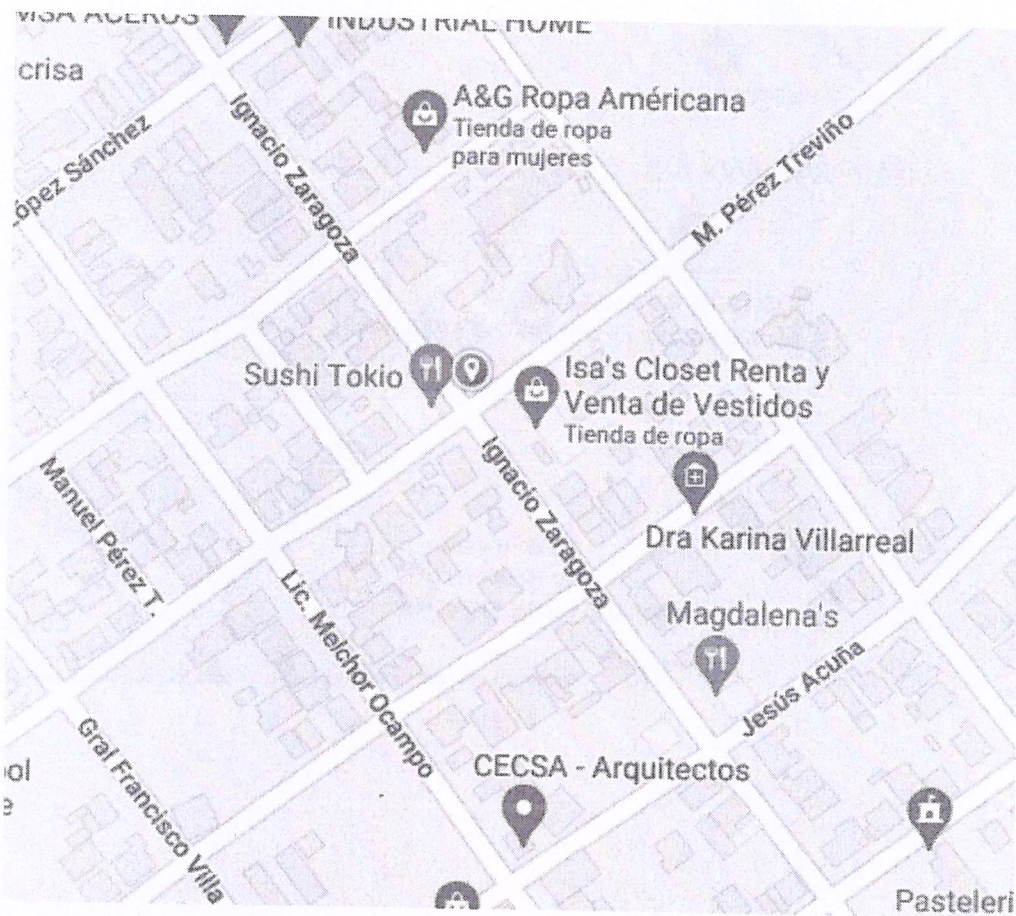 INDUSTRIAL HOME
crisa
A&G Ropa Américana
Tienda de ropa
para mujeres
Ignacio Zaragoza
Sánchez
M. Pérez Treviño
Sushi Tokio
Isa's Closet Renta y
Venta de Vestidos
Tienda de ropa
Ignacio Zaragoza
Dra Karina Villarreal
Manuel Pérez T.
Lic. Melchor Ocampo
Magdalena's
Jesús Acuña
CECSA - Arquitectos
Gral Francisco Villa
Pasteleri